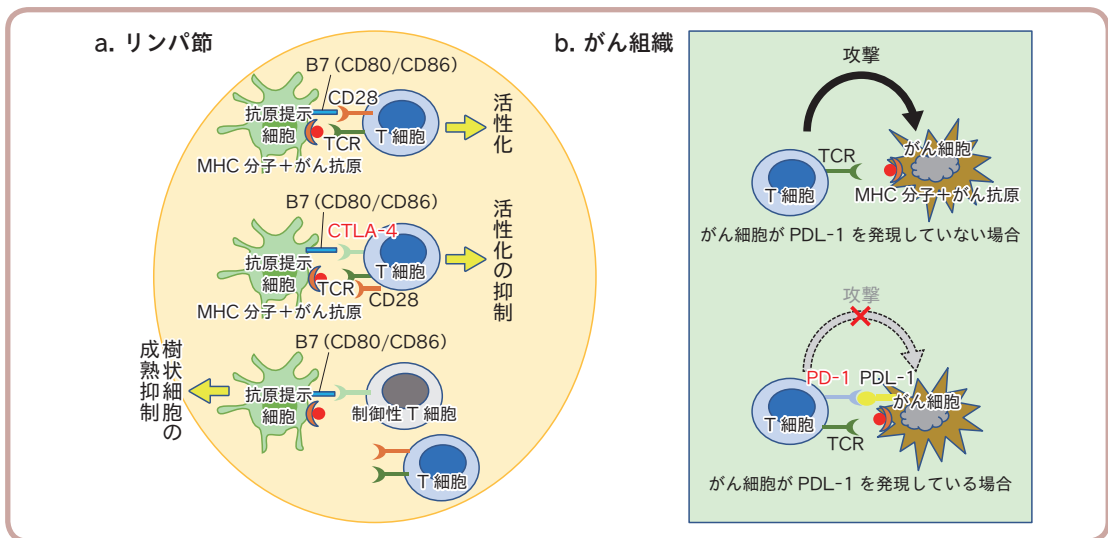 a. リンパ節
B7(CD80/CD86)
CD28
抗原提示
細胞
TCR
T 細胞
MHC 分子+がん抗原
活性化
B7(CD80/CD86)
CTLA-4
抗原提示
細胞
TCR
T 細胞
CD28
MHC 分子+がん抗原
活性化の抑制
B7(CD80/CD86)
樹状細胞の
成熟抑制
抗原提示
細胞
制御性 T 細胞
T 細胞
b. がん組織
攻撃
TCR
がん細胞
T 細胞
MHC 分子+がん抗原
がん細胞が PDL-1 を発現していない場合
攻撃
PD-1
PDL-1
がん細胞
T 細胞
TCR
がん細胞が PDL-1 を発現している場合